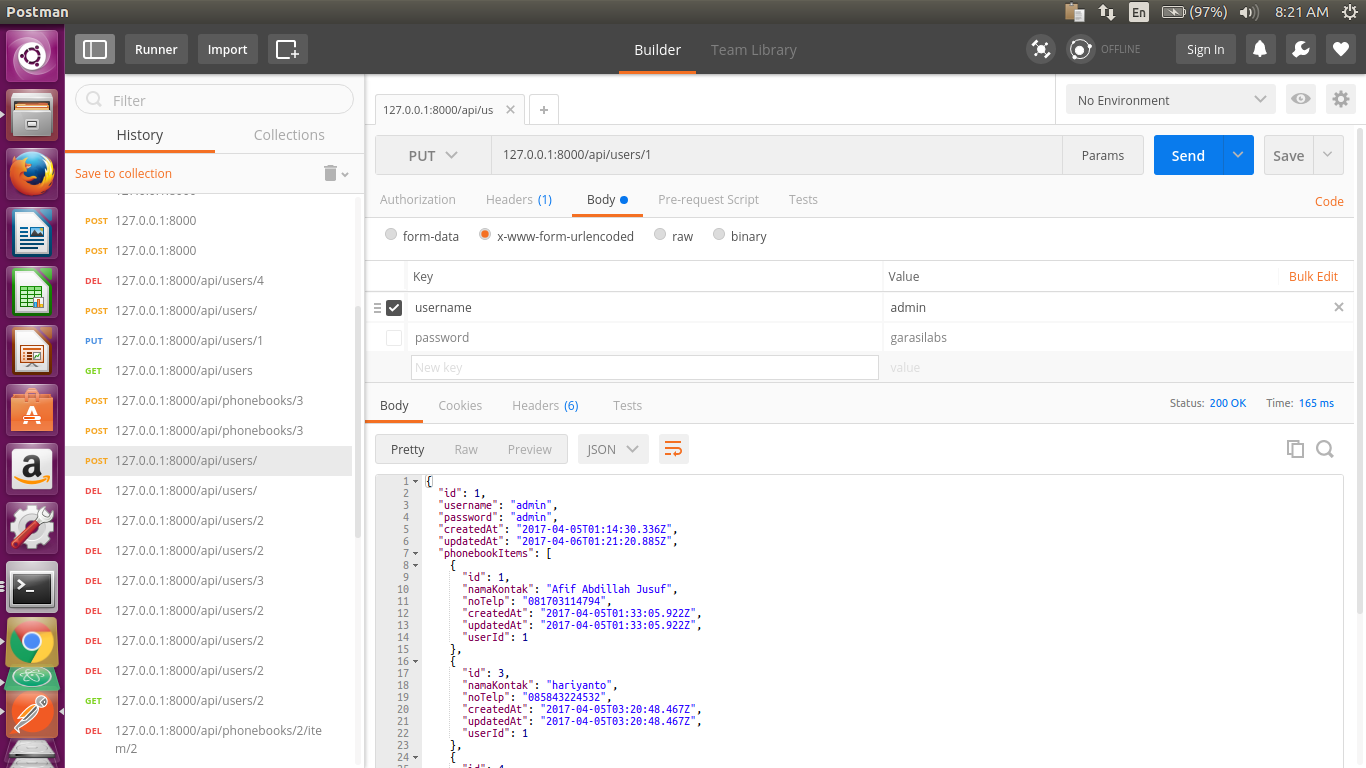 Postman
En
(97%)
8:21 AM
Runner
Import
Builder
Team Library
OFFLINE
Sign In
Filter
History
Collections
Save to collection
POST 127.0.0.1:8000
POST 127.0.0.1:8000
DEL 127.0.0.1:8000/api/users/4
POST 127.0.0.1:8000/api/users/
PUT 127.0.0.1:8000/api/users/1
GET 127.0.0.1:8000/api/users
POST 127.0.0.1:8000/api/phonebooks/3
POST 127.0.0.1:8000/api/phonebooks/3
POST 127.0.0.1:8000/api/users/
DEL 127.0.0.1:8000/api/users/
DEL 127.0.0.1:8000/api/users/2
DEL 127.0.0.1:8000/api/users/2
DEL 127.0.0.1:8000/api/users/3
DEL 127.0.0.1:8000/api/users/2
DEL 127.0.0.1:8000/api/users/2
DEL 127.0.0.1:8000/api/users/2
GET 127.0.0.1:8000/api/users/2
DEL 127.0.0.1:8000/api/phonebooks/2/ite
m/2
127.0.0.1:8000/api/us
No Environment
PUT
127.0.0.1:8000/api/users/1
Params
Send
Save
Authorization
Headers (1)
Body
Pre-request Script
Tests
Code
form-data
x-www-form-urlencoded
raw
binary
Key
Value
Bulk Edit
username
admin
password
garasilabs
New key
value
Body
Cookies
Headers (6)
Tests
Status: 200 OK
Time: 165 ms
Pretty
Raw
Preview
JSON
1 {
2 "id": 1,
3 "username": "admin",
4 "password": "admin",
5 "createdAt": "2017-04-05T01:14:30.336Z",
6 "updatedAt": "2017-04-06T01:21:20.885Z",
7 "phonebookItems": [
8 {
9 "id": 1,
10 "namaKontak": "Afif Abdillah Jusuf",
11 "noTelp": "081703114794",
12 "createdAt": "2017-04-05T01:33:05.922Z",
13 "updatedAt": "2017-04-05T01:33:05.922Z",
14 "userId": 1
15 },
16 {
17 "id": 3,
18 "namaKontak": "hariyanto",
19 "noTelp": "085843224532",
20 "createdAt": "2017-04-05T03:20:48.467Z",
21 "updatedAt": "2017-04-05T03:20:48.467Z",
22 "userId": 1
23 },
24 {